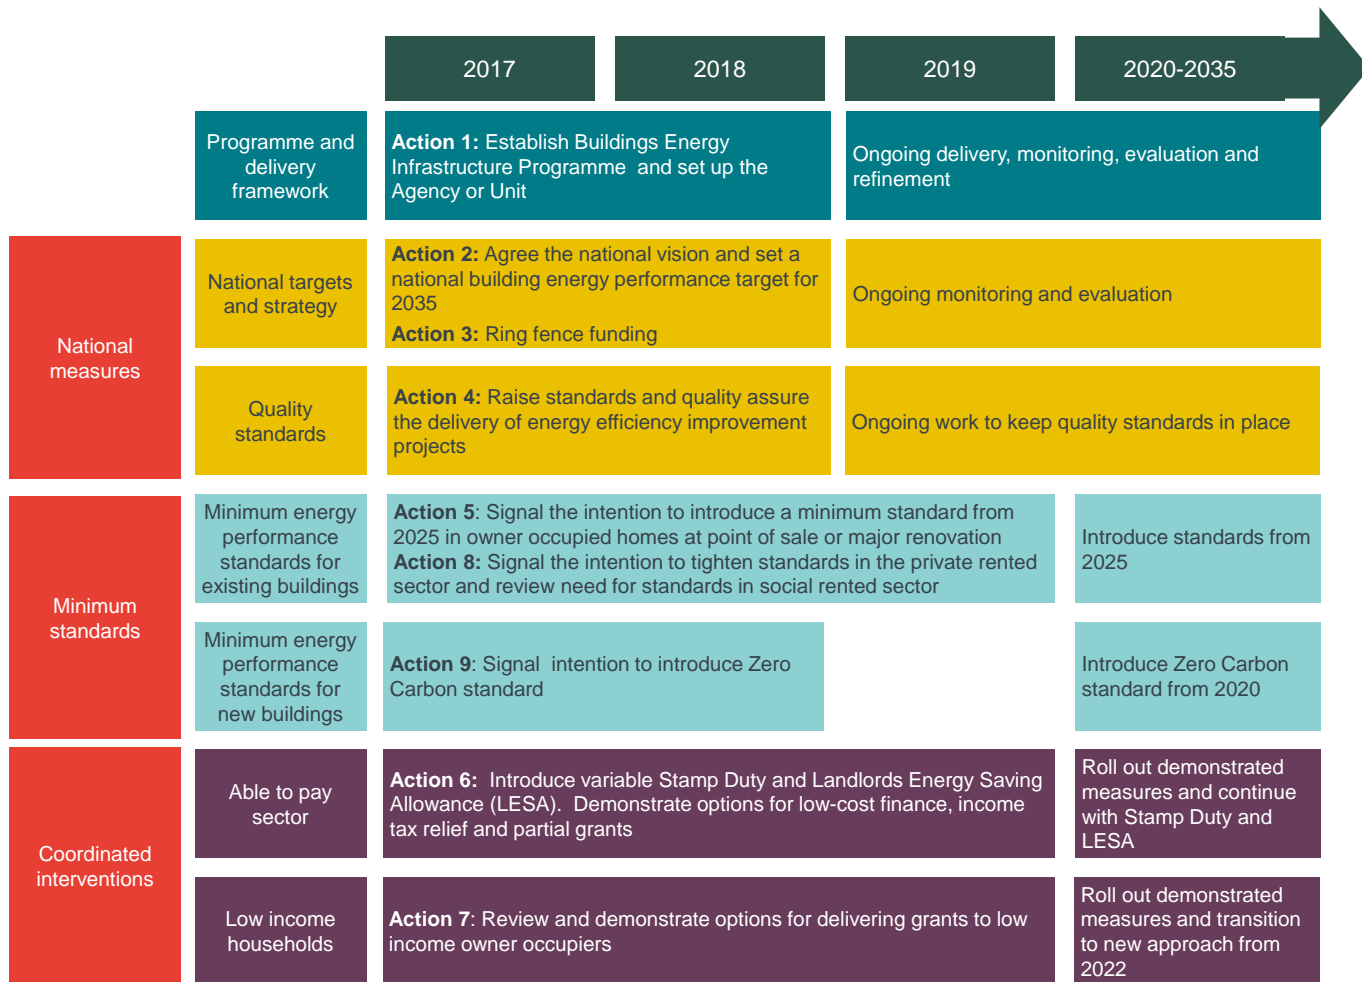 2017
2018
2019
2020-2035
Programme and
delivery
framework
Action 1: Establish Buildings Energy
Infrastructure Programme and set up the
Agency or Unit
Ongoing delivery, monitoring, evaluation and
refinement
National
measures
National targets
and strategy
Action 2: Agree the national vision and set a
national building energy performance target for
2035
Action 3: Ring fence funding
Ongoing monitoring and evaluation
Quality
standards
Action 4: Raise standards and quality assure
the delivery of energy efficiency improvement
projects
Ongoing work to keep quality standards in place
Minimum
standards
Minimum energy
performance
standards for
existing buildings
Action 5: Signal the intention to introduce a minimum standard from
2025 in owner occupied homes at point of sale or major renovation
Action 8: Signal the intention to tighten standards in the private rented
sector and review need for standards in social rented sector
Introduce standards from
2025
Minimum energy
performance
standards for
new buildings
Action 9: Signal intention to introduce Zero
Carbon standard
Introduce Zero Carbon
standard from 2020
Coordinated
interventions
Able to pay
sector
Action 6: Introduce variable Stamp Duty and Landlords Energy Saving
Allowance (LESA). Demonstrate options for low-cost finance, income
tax relief and partial grants
Roll out demonstrated
measures and continue
with Stamp Duty and
LESA
Low income
households
Action 7: Review and demonstrate options for delivering grants to low
income owner occupiers
Roll out demonstrated
measures and transition
to new approach from
2022